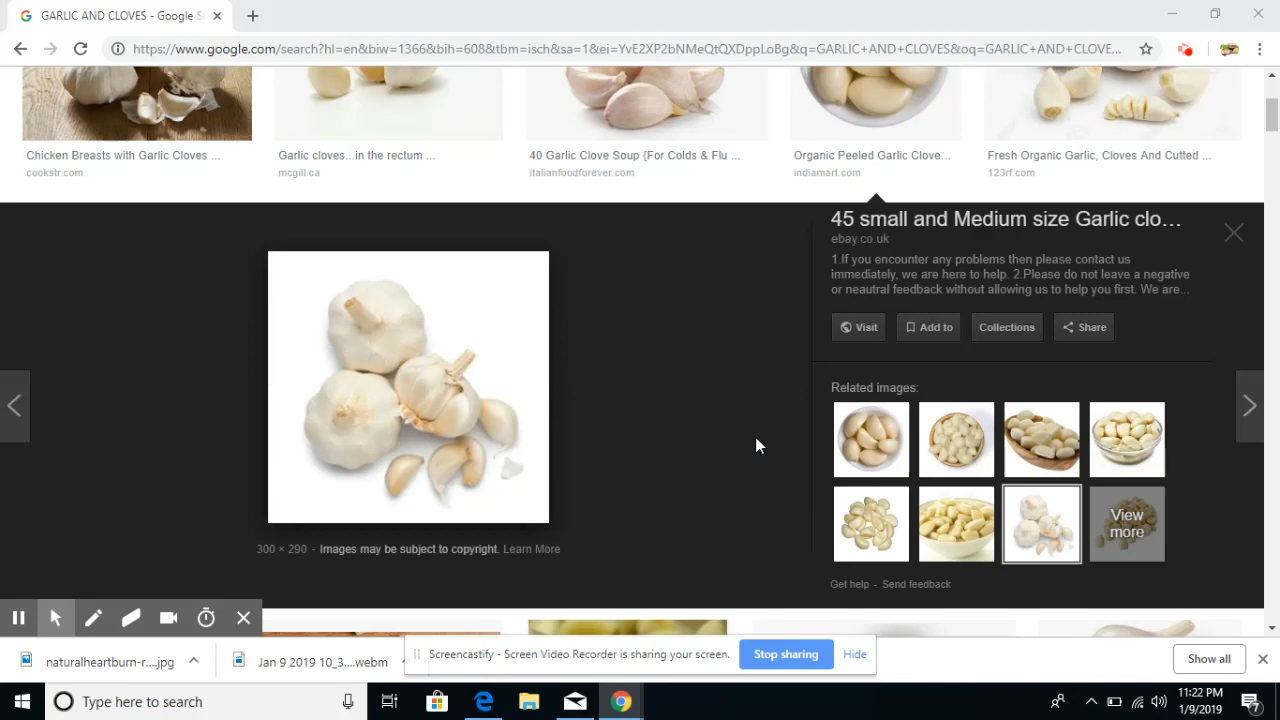 GARLIC AND CLOVES - Google S
https://www.google.com/search?hl=en&biw=1366&bih=608&tbm=isch&sa=1&ei=YvE2XP2bNMeQtQXDppLoBg&q=GARLIC+AND+CLOVES&oq=GARLIC+AND+CLOVE...
Chicken Breasts with Garlic Cloves ...
cookstr.com
Garlic cloves...in the rectum ...
mcgill.ca
40 Garlic Clove Soup {For Colds & Flu ...
italianfoodforever.com
Organic Peeled Garlic Clove...
indiamart.com
Fresh Organic Garlic, Cloves And Cutted ...
123rf.com
45 small and Medium size Garlic clo...
ebay.co.uk
1.If you encounter any problems then please contact us
immediately, we are here to help. 2.Please do not leave a negative
or neautral feedback without allowing us to help you first. We are...
Visit
Add to
Collections
Share
Related images:
View
more
300 × 290 - Images may be subject to copyright. Learn More
Get help - Send feedback
Screencastify - Screen Video Recorder is sharing your screen.
Stop sharing
Hide
naturalheartburn-r....jpg
Jan 9 2019 10_3....webm
Show all
Type here to search
11:22 PM
1/9/2019
7